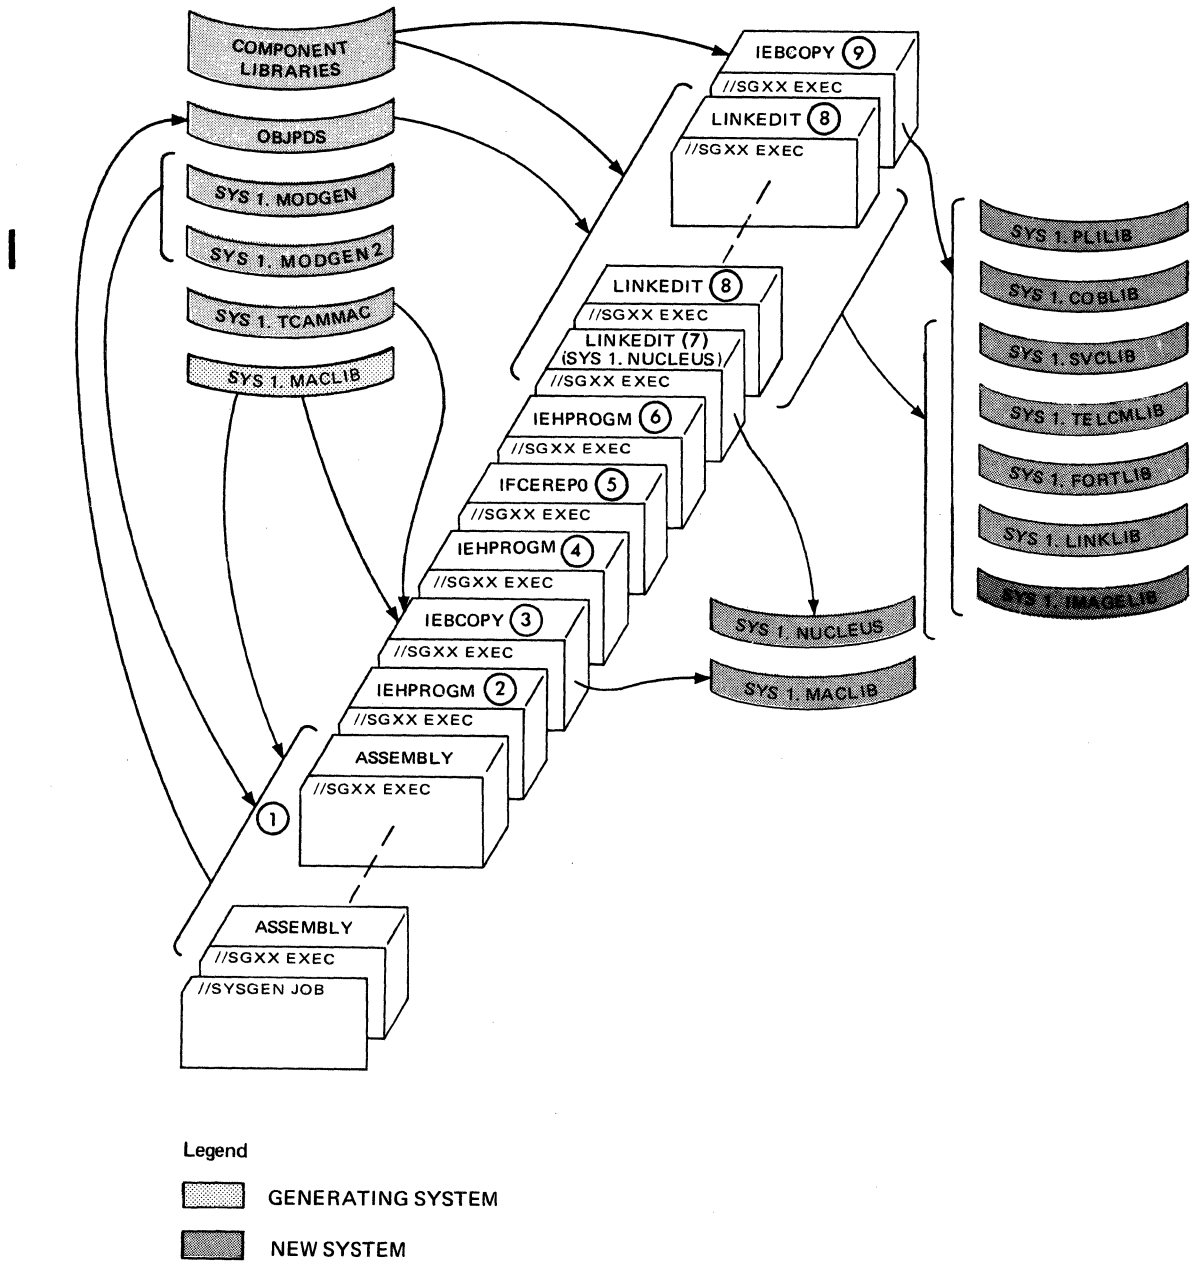 COMPONENT
LIBRARIES
OBJPDS
SYS 1. MODGEN
SYS 1. MODGEN 2
SYS 1. TCAMMAC
SYS 1. MACLIB
IEBCOPY 9
//SGXX EXEC
LINKEDIT 8
//SGXX EXEC
LINKEDIT 8
//SGXX EXEC
LINKEDIT (7)
(SYS 1. NUCLEUS)
//SGXX EXEC
IEHPROGM 6
//SGXX EXEC
IFCEREP0 5
//SGXX EXEC
IEHPROGM 4
//SGXX EXEC
IEBCOPY 3
//SGXX EXEC
IEHPROGM 2
//SGXX EXEC
ASSEMBLY
//SGXX EXEC
1
ASSEMBLY
//SGXX EXEC
//SYSGEN JOB
SYS 1. PLILIB
SYS 1. COBLIB
SYS 1. SVCLIB
SYS 1. TELCMLIB
SYS 1. FORTLIB
SYS 1. LINKLIB
SYS 1. IMAGELIB
SYS 1. NUCLEUS
SYS 1. MACLIB
Legend
GENERATING SYSTEM
NEW SYSTEM